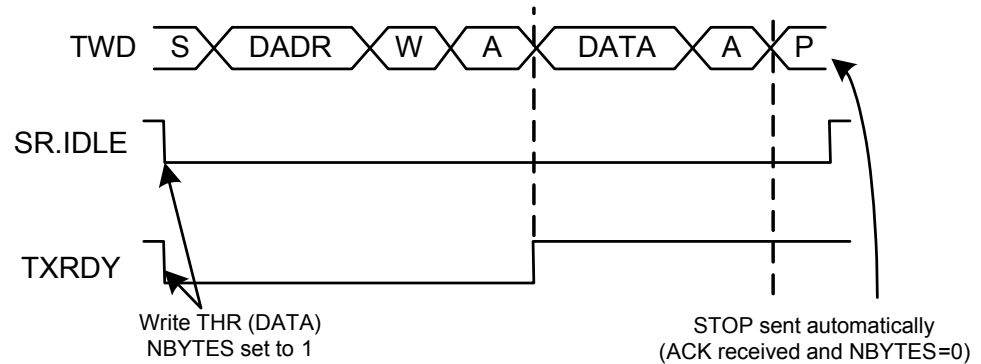 TWD S DADR W A DATA A P
SR.IDLE
TXRDY
Write THR (DATA)
NBYTES set to 1
STOP sent automatically
(ACK received and NBYTES=0)